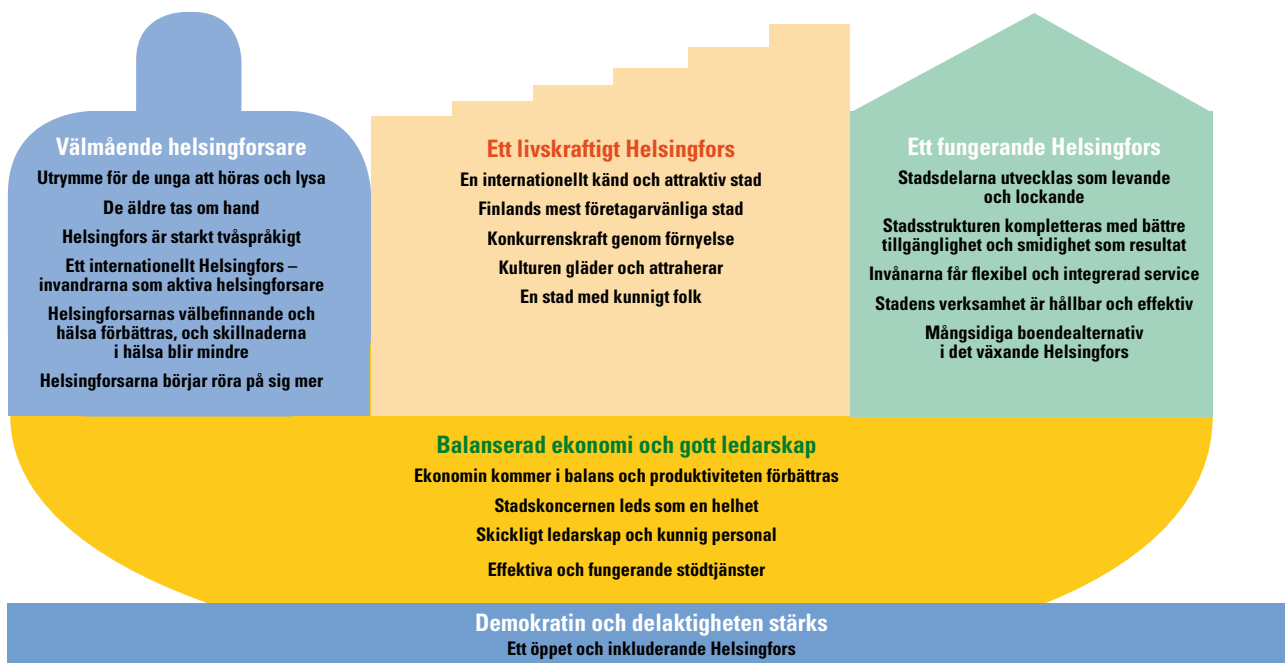 Välmående helsingforsare
Utrymme för de unga att höras och lysa
De äldre tas om hand
Helsingfors är starkt tvåspråkigt
Ett internationellt Helsingfors –
invandrarna som aktiva helsingforsare
Helsingforsarnas välbefinnande och
hälsa förbättras, och skillnaderna
i hälsa blir mindre
Helsingforsarna börjar röra på sig mer
Ett livskraftigt Helsingfors
En internationellt känd och attraktiv stad
Finlands mest företagarvänliga stad
Konkurrenskraft genom förnyelse
Kulturen gläder och attraherar
En stad med kunnigt folk
Ett fungerande Helsingfors
Stadsdelarna utvecklas som levande
och lockande
Stadsstrukturen kompletteras med bättre
tillgänglighet och smidighet som resultat
Invånarna får flexibel och integrerad service
Stadens verksamhet är hållbar och effektiv
Mångsidiga boendealternativ
i det växande Helsingfors
Balanserad ekonomi och gott ledarskap
Ekonomin kommer i balans och produktiviteten förbättras
Stadskoncernen leds som en helhet
Skickligt ledarskap och kunnig personal
Effektiva och fungerande stödtjänster
Demokratin och delaktigheten stärks
Ett öppet och inkluderande Helsingfors